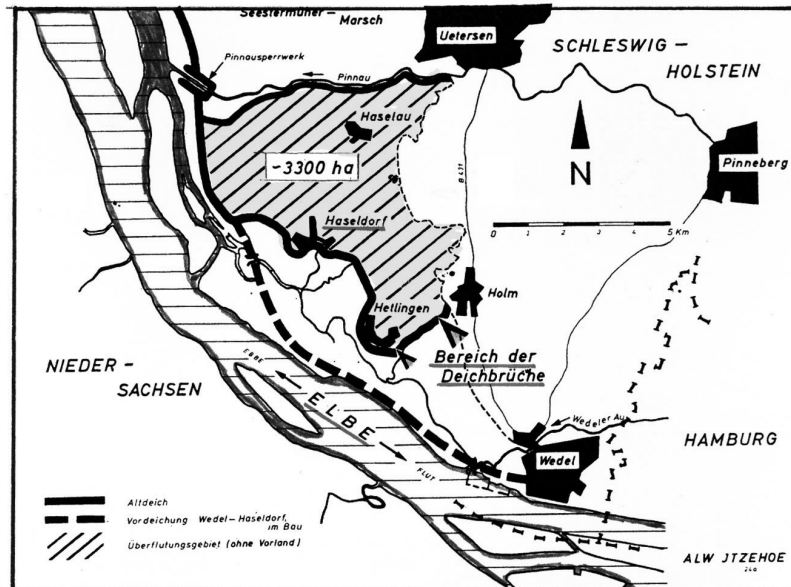 Seestermüher-
Marsch
Uetersen
SCHLESWIG -
HOLSTEIN
Pinnausperrwerk
Pinnau
Haselau
~3300 ha
B 431
N
Pinneberg
0 1 2 3 4 5 Km
Haseldorf
Holm
Hetlingen
Bereich der
Deichbrüche
NIEDER -
SACHSEN
EBBE
ELBE
FLUT
Wedeler Au
HAMBURG
Wedel
Altdeich
Vordeichung Wedel-Haseldorf,
im Bau
Überflutungsgebiet (ohne Vorland)
ALW JTZEHOE